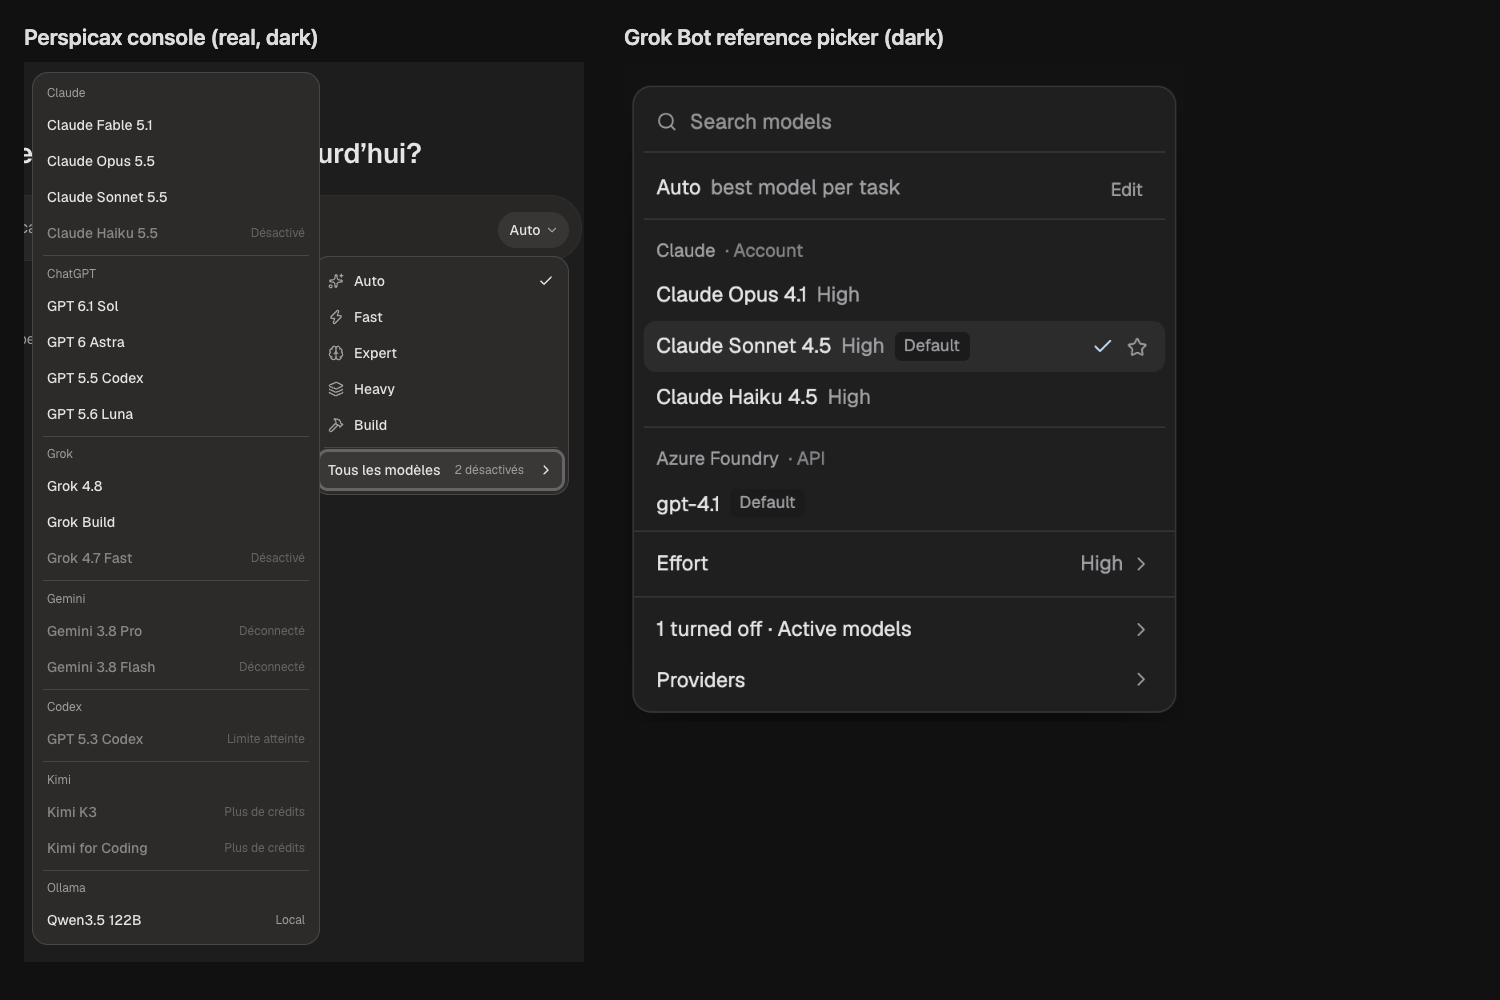 Perspicax console (real, dark)
Claude
Claude Fable 5.1
Claude Opus 5.5
Claude Sonnet 5.5
Claude Haiku 5.5 Désactivé
ChatGPT
GPT 6.1 Sol
GPT 6 Astra
GPT 5.5 Codex
GPT 5.6 Luna
Grok
Grok 4.8
Grok Build
Grok 4.7 Fast Désactivé
Gemini
Gemini 3.8 Pro Déconnecté
Gemini 3.8 Flash Déconnecté
Codex
GPT 5.3 Codex Limite atteinte
Kimi
Kimi K3 Plus de crédits
Kimi for Coding Plus de crédits
Ollama
Qwen3.5 122B Local
urd’hui?
Auto
Auto
Fast
Expert
Heavy
Build
Tous les modèles 2 désactivés
Grok Bot reference picker (dark)
Search models
Auto best model per task Edit
Claude · Account
Claude Opus 4.1 High
Claude Sonnet 4.5 High Default
Claude Haiku 4.5 High
Azure Foundry · API
gpt-4.1 Default
Effort High
1 turned off · Active models
Providers